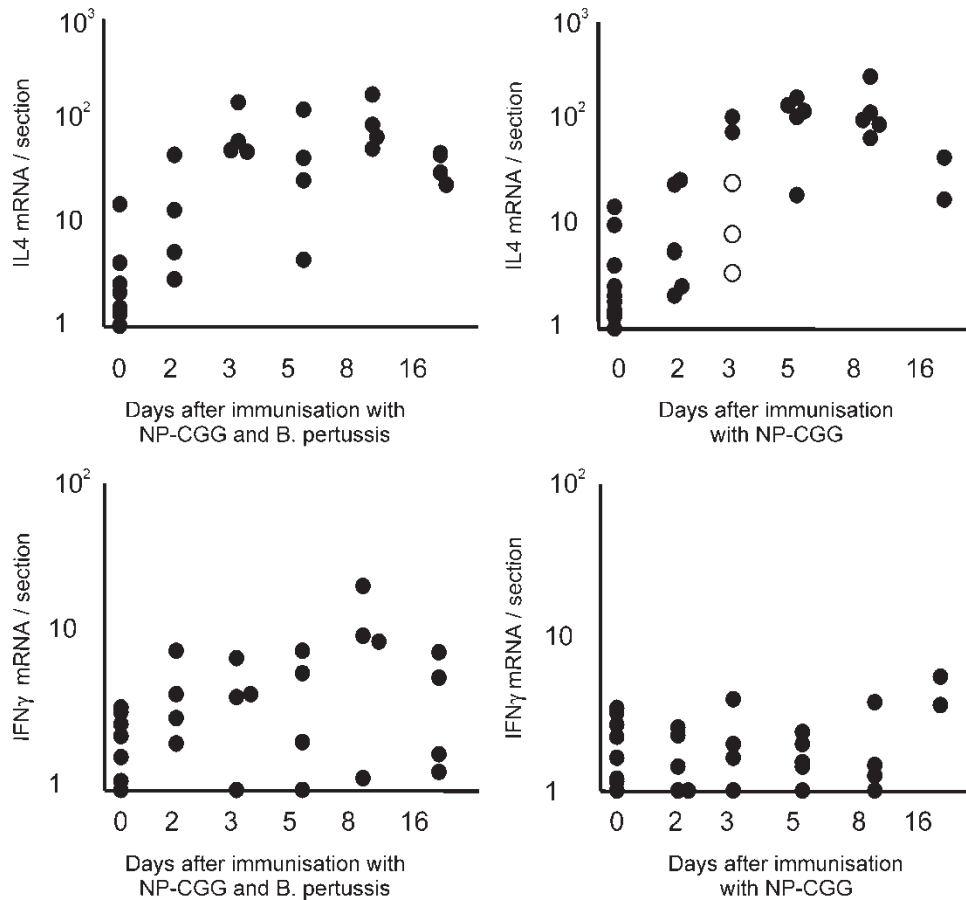 10³
10²
10
1
IL4 mRNA / section
0 2 3 5 8 16
Days after immunisation with
NP-CGG and B. pertussis
10³
10²
10
1
IL4 mRNA / section
0 2 3 5 8 16
Days after immunisation
with NP-CGG
10²
10
1
IFNγ mRNA / section
0 2 3 5 8 16
Days after immunisation with
NP-CGG and B. pertussis
10²
10
1
IFNγ mRNA / section
0 2 3 5 8 16
Days after immunisation
with NP-CGG